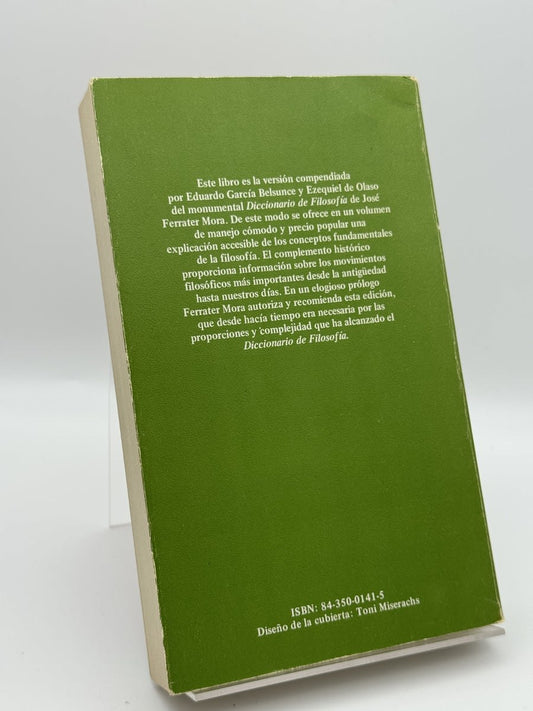 Este libro es la versión compendiada
por Eduardo García Belsunce y Ezequiel de Olaso
del monumental Diccionario de Filosofía de José
Ferrater Mora. De este modo se ofrece en un volumen
de manejo cómodo y precio popular una
explicación accesible de los conceptos fundamentales
de la filosofía. El complemento histórico
proporciona información sobre los movimientos
filosóficos más importantes desde la antigüedad
hasta nuestros días. En un elogioso prólogo
Ferrater Mora autoriza y recomienda esta edición,
que desde hacía tiempo era necesaria por las
proporciones y complejidad que ha alcanzado el
Diccionario de Filosofía.
ISBN: 84-350-0141-5
Diseño de la cubierta: Toni Miserachs